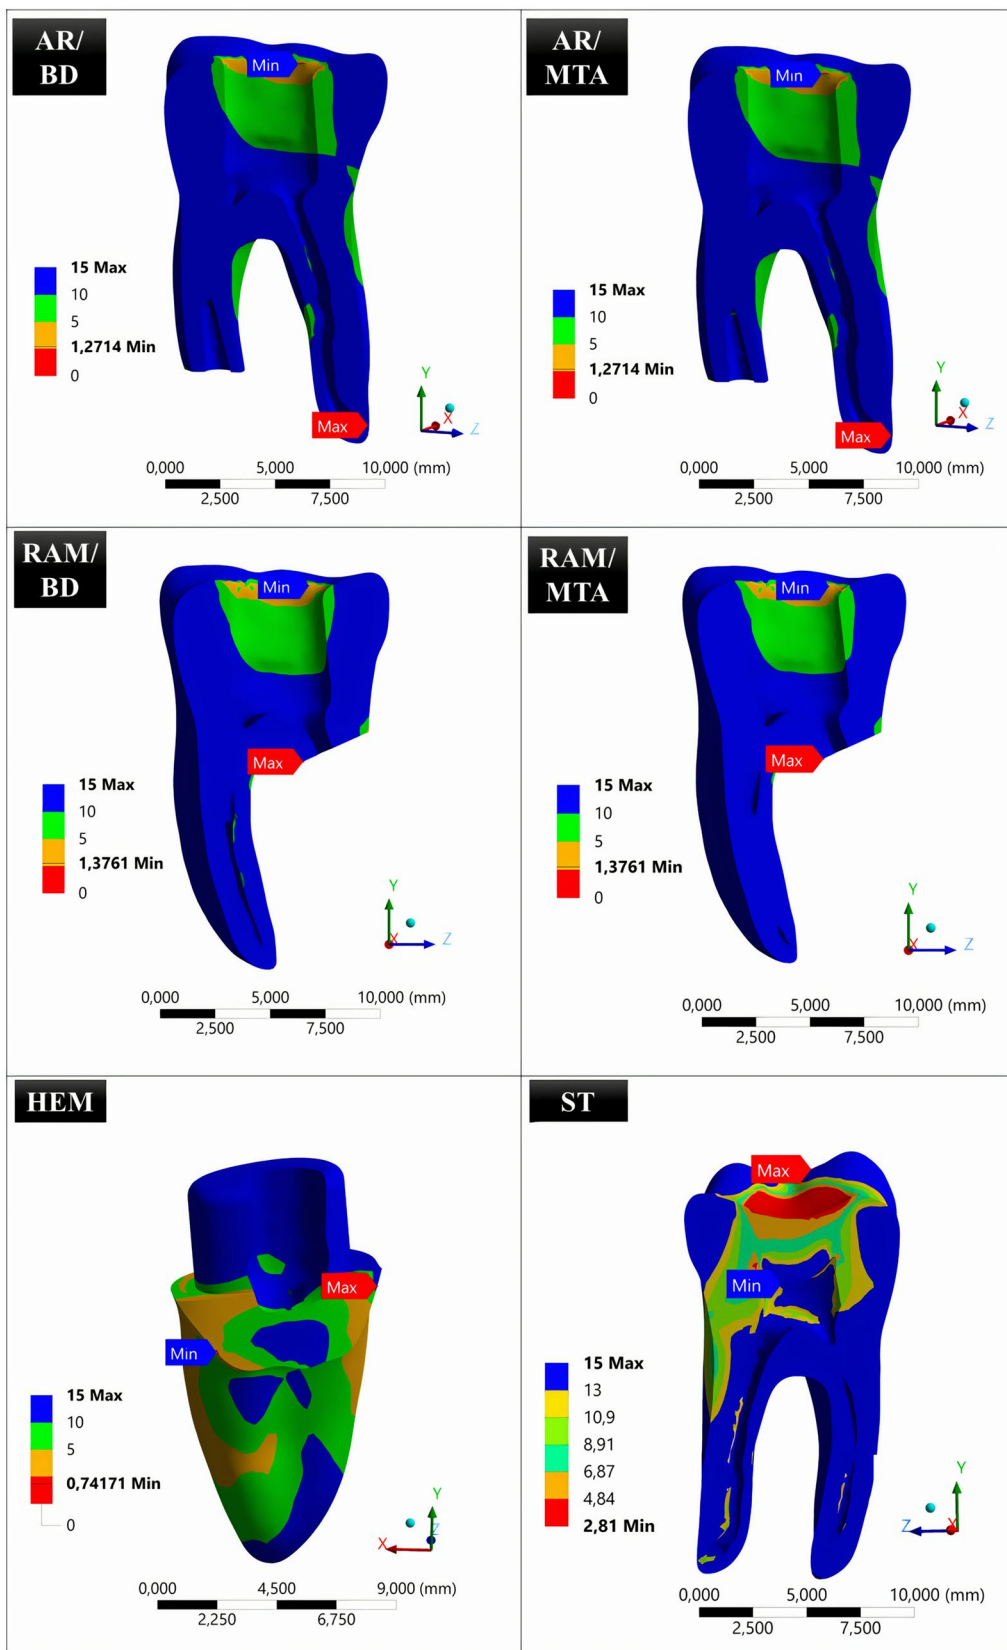 AR/
BD
Min
15 Max
10
5
1,2714 Min
0
Max
Y
X
Z
0,000 5,000 10,000 (mm)
2,500 7,500
AR/
MTA
Min
15 Max
10
5
1,2714 Min
0
Max
Y
X
Z
0,000 5,000 10,000 (mm)
2,500 7,500
RAM/
BD
Min
Max
15 Max
10
5
1,3761 Min
0
Y
X
Z
0,000 5,000 10,000 (mm)
2,500 7,500
RAM/
MTA
Min
Max
15 Max
10
5
1,3761 Min
0
Y
X
Z
0,000 5,000 10,000 (mm)
2,500 7,500
HEM
Max
Min
15 Max
10
5
0,74171 Min
0
Y
Z
X
0,000 4,500 9,000 (mm)
2,250 6,750
ST
Max
Min
15 Max
13
10,9
8,91
6,87
4,84
2,81 Min
Y
Z
X
0,000 5,000 10,000 (mm)
2,500 7,500